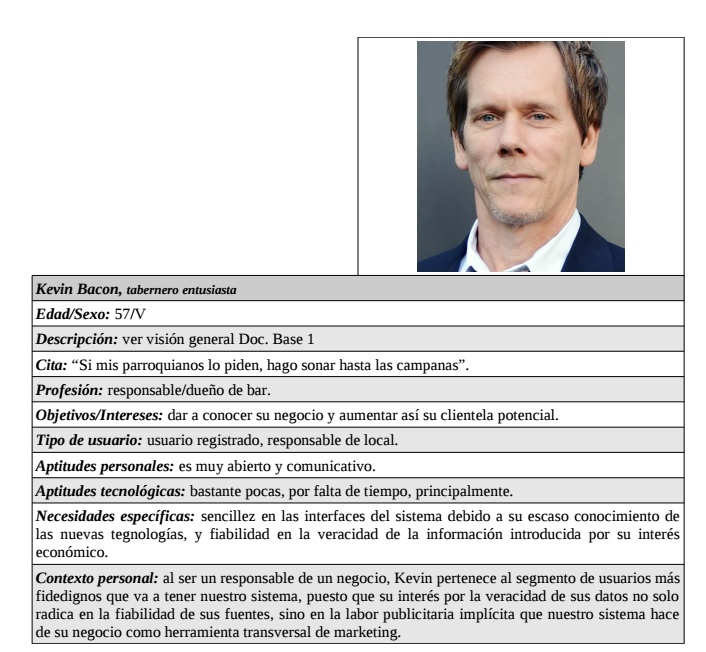 Kevin Bacon, tabernero entusiasta
Edad/Sexo: 57/V
Descripción: ver visión general Doc. Base 1
Cita: “Si mis parroquianos lo piden, hago sonar hasta las campanas”.
Profesión: responsable/dueño de bar.
Objetivos/Intereses: dar a conocer su negocio y aumentar así su clientela potencial.
Tipo de usuario: usuario registrado, responsable de local.
Aptitudes personales: es muy abierto y comunicativo.
Aptitudes tecnológicas: bastante pocas, por falta de tiempo, principalmente.
Necesidades específicas: sencillez en las interfaces del sistema debido a su escaso conocimiento de
las nuevas tegnologías, y fiabilidad en la veracidad de la información introducida por su interés
económico.
Contexto personal: al ser un responsable de un negocio, Kevin pertenece al segmento de usuarios más
fidedignos que va a tener nuestro sistema, puesto que su interés por la veracidad de sus datos no solo
radica en la fiabilidad de sus fuentes, sino en la labor publicitaria implícita que nuestro sistema hace
de su negocio como herramienta transversal de marketing.